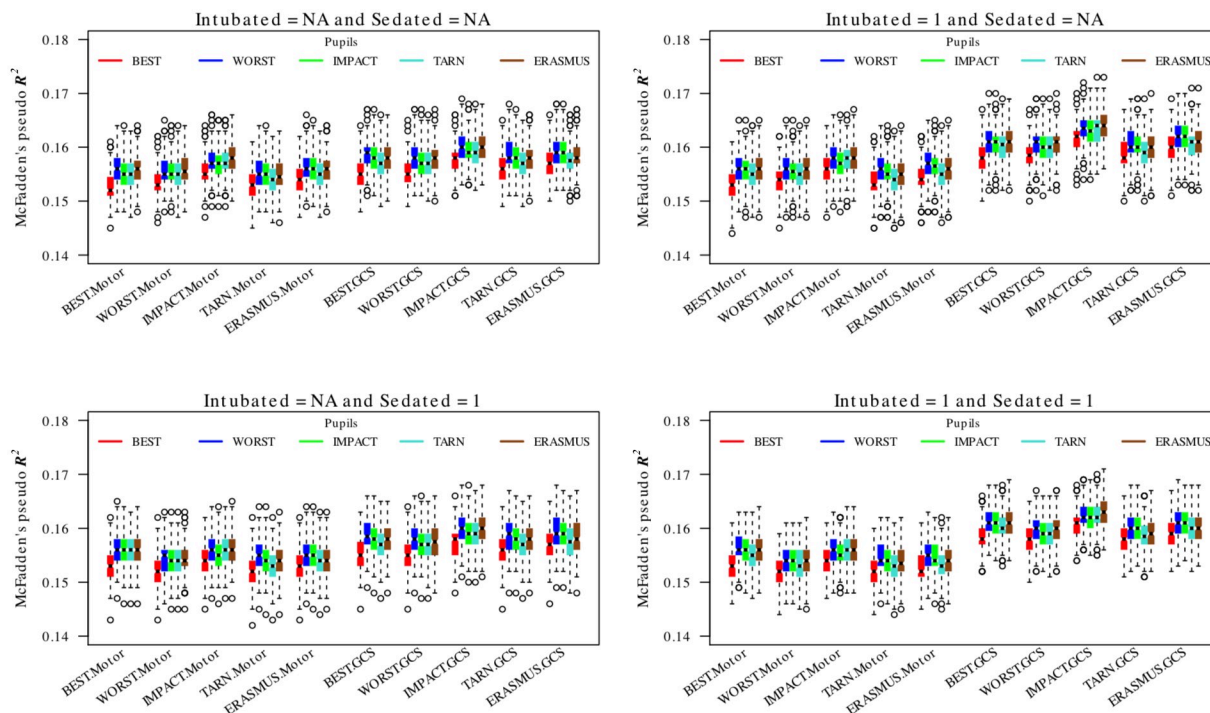 Intubated = NA and Sedated = NA
Pupils
BEST WORST IMPACT TARN ERASMUS
McFadden's pseudo R²
0.18
0.17
0.16
0.15
0.14
BEST.Motor
WORST.Motor
IMPACT.Motor
TARN.Motor
ERASMUS.Motor
BEST.GCS
WORST.GCS
IMPACT.GCS
TARN.GCS
ERASMUS.GCS
Intubated = 1 and Sedated = NA
Pupils
BEST WORST IMPACT TARN ERASMUS
McFadden's pseudo R²
0.18
0.17
0.16
0.15
0.14
BEST.Motor
WORST.Motor
IMPACT.Motor
TARN.Motor
ERASMUS.Motor
BEST.GCS
WORST.GCS
IMPACT.GCS
TARN.GCS
ERASMUS.GCS
Intubated = NA and Sedated = 1
Pupils
BEST WORST IMPACT TARN ERASMUS
McFadden's pseudo R²
0.18
0.17
0.16
0.15
0.14
BEST.Motor
WORST.Motor
IMPACT.Motor
TARN.Motor
ERASMUS.Motor
BEST.GCS
WORST.GCS
IMPACT.GCS
TARN.GCS
ERASMUS.GCS
Intubated = 1 and Sedated = 1
Pupils
BEST WORST IMPACT TARN ERASMUS
McFadden's pseudo R²
0.18
0.17
0.16
0.15
0.14
BEST.Motor
WORST.Motor
IMPACT.Motor
TARN.Motor
ERASMUS.Motor
BEST.GCS
WORST.GCS
IMPACT.GCS
TARN.GCS
ERASMUS.GCS